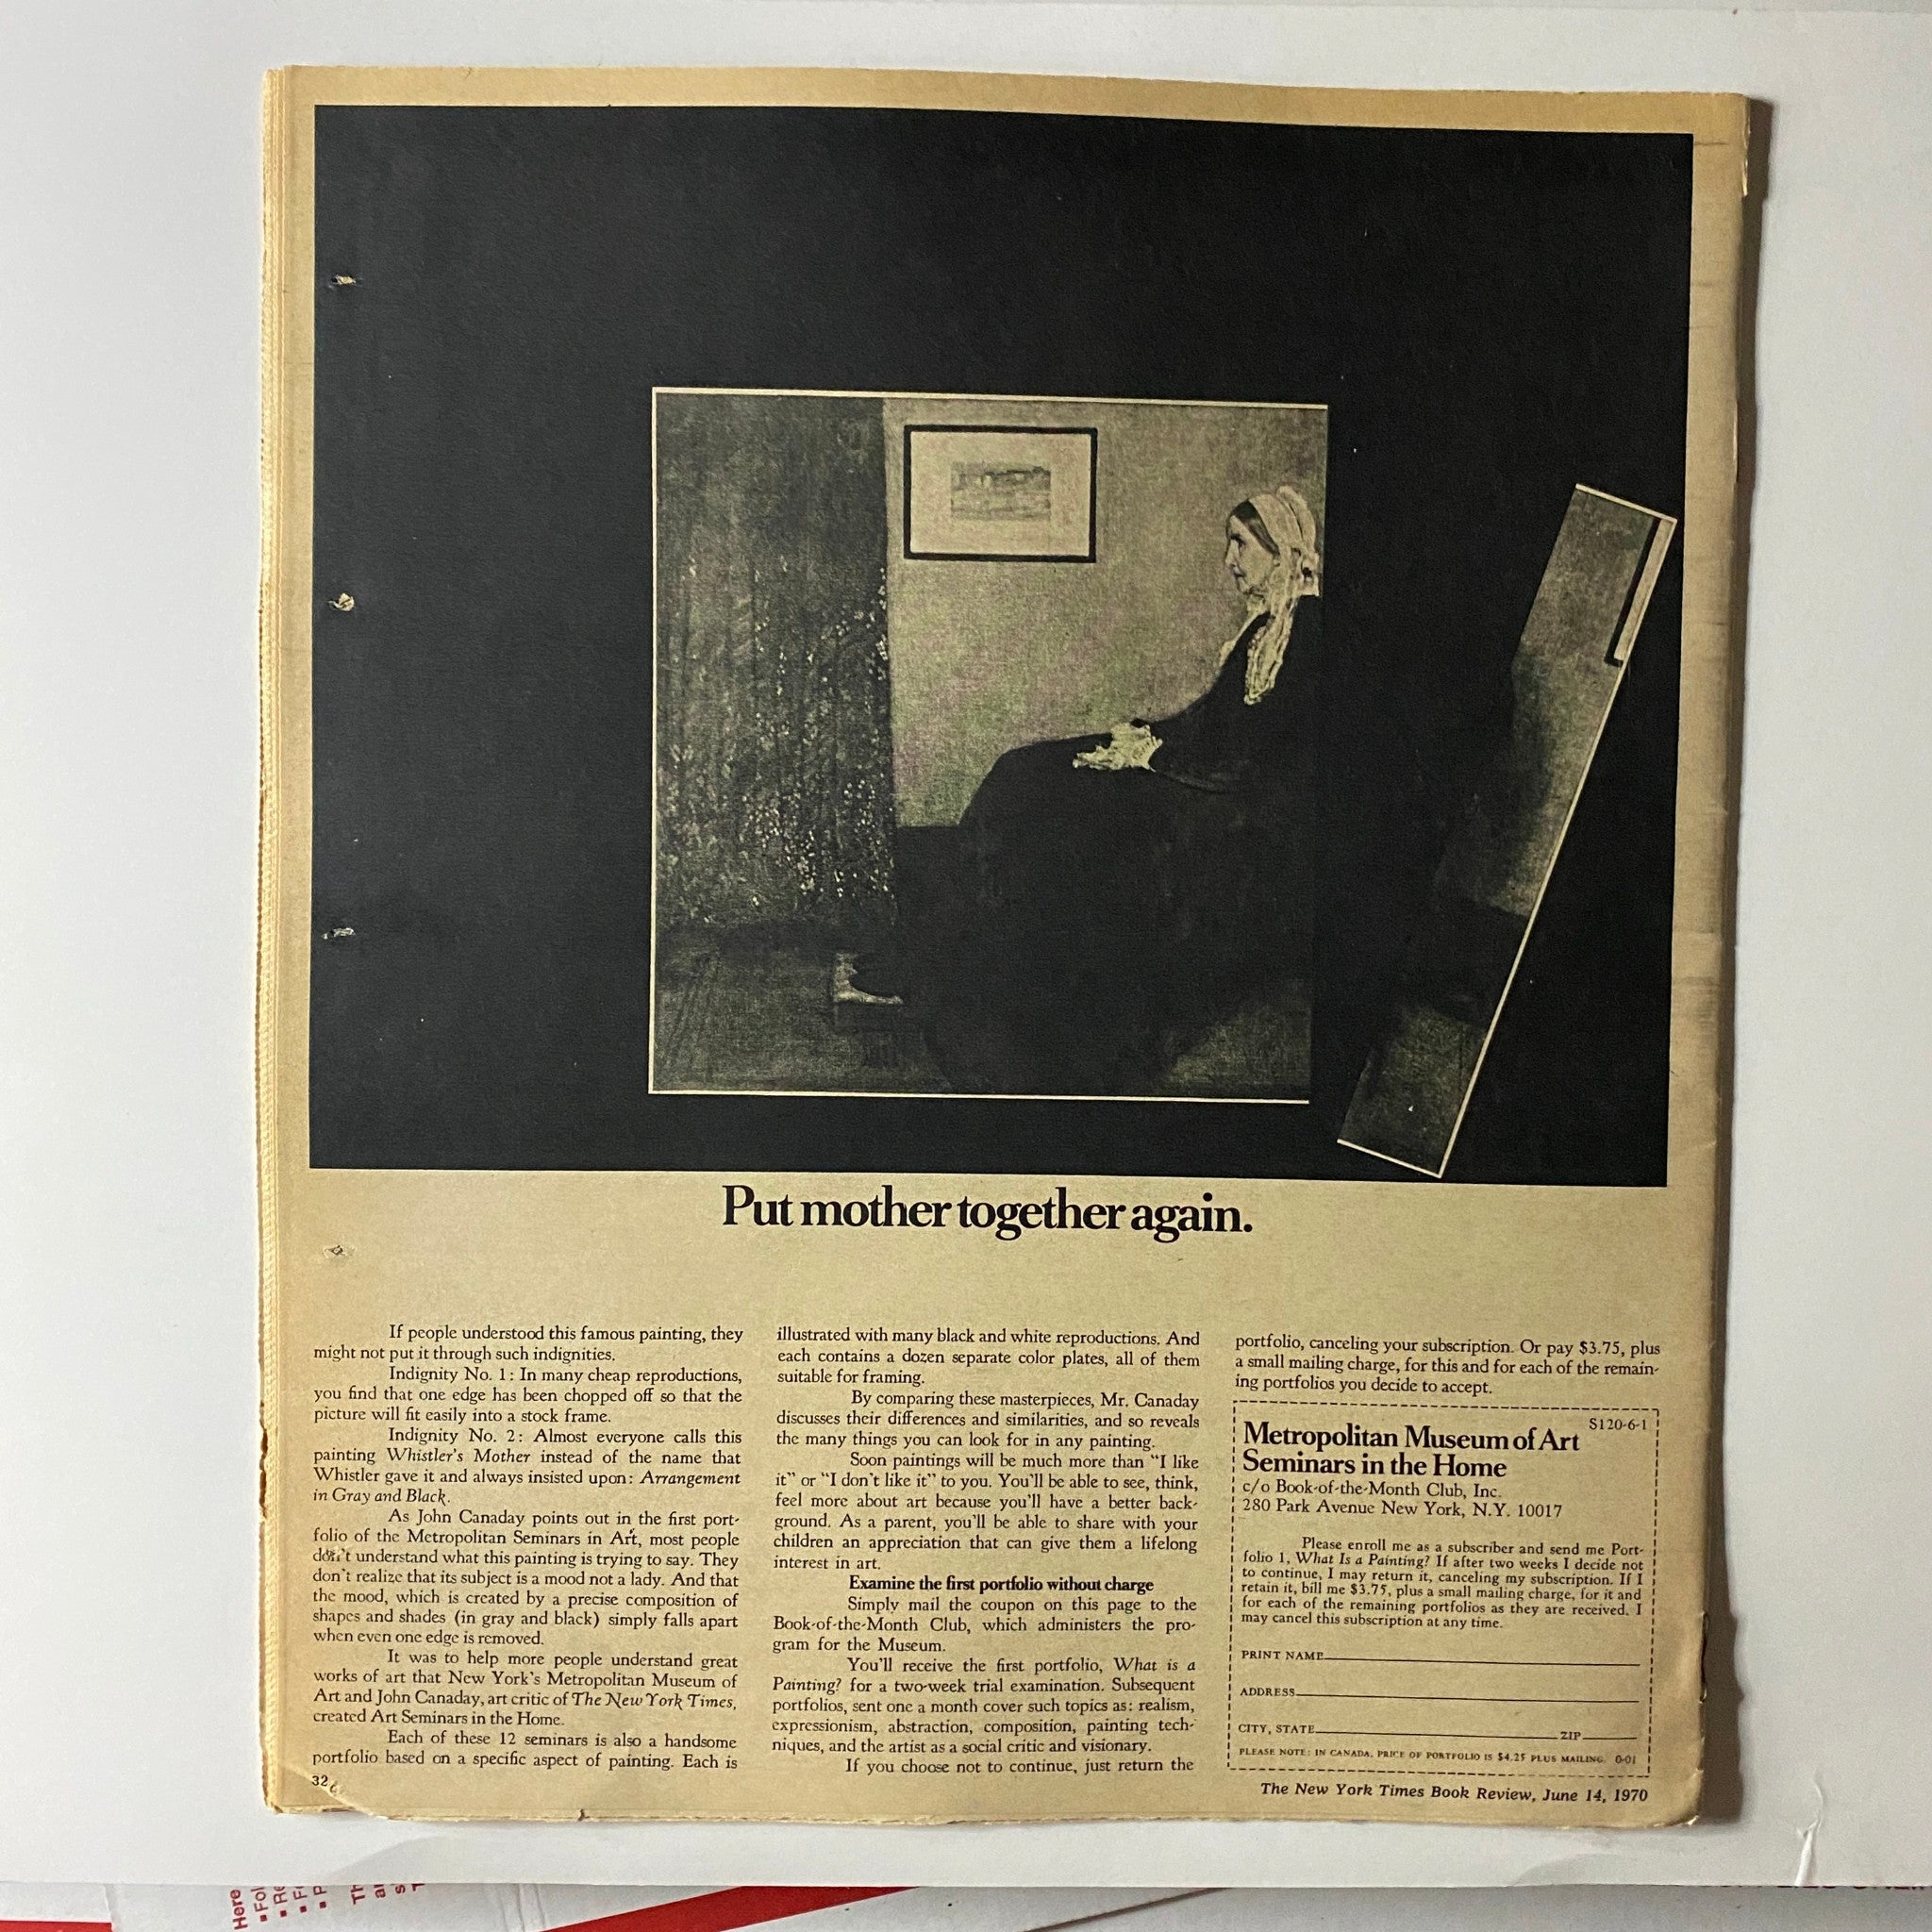 Put mother together again.
If people understood this famous painting, they
might not put it through such indignities.
Indignity No. 1: In many cheap reproductions,
you find that one edge has been chopped off so that the
picture will fit easily into a stock frame.
Indignity No. 2: Almost everyone calls this
painting Whistler's Mother instead of the name that
Whistler gave it and always insisted upon: Arrangement
in Gray and Black.
As John Canaday points out in the first port-
folio of the Metropolitan Seminars in Art, most people
don't understand what this painting is trying to say. They
don't realize that its subject is a mood not a lady. And that
the mood, which is created by a precise composition of
shapes and shades (in gray and black) simply falls apart
when even one edge is removed.
It was to help more people understand great
works of art that New York's Metropolitan Museum of
Art and John Canaday, art critic of The New York Times,
created Art Seminars in the Home.
Each of these 12 seminars is also a handsome
portfolio based on a specific aspect of painting. Each is
illustrated with many black and white reproductions. And
each contains a dozen separate color plates, all of them
suitable for framing.
By comparing these masterpieces, Mr. Canaday
discusses their differences and similarities, and so reveals
the many things you can look for in any painting.
Soon paintings will be much more than "I like
it" or "I don't like it" to you. You'll be able to see, think,
feel more about art because you'll have a better back-
ground. As a parent, you'll be able to share with your
children an appreciation that can give them a lifelong
interest in art.
Examine the first portfolio without charge
Simply mail the coupon on this page to the
Book-of-the-Month Club, which administers the pro-
gram for the Museum.
You'll receive the first portfolio, What is a
Painting? for a two-week trial examination. Subsequent
portfolios, sent one a month cover such topics as: realism,
expressionism, abstraction, composition, painting tech-
niques, and the artist as a social critic and visionary.
If you choose not to continue, just return the
portfolio, canceling your subscription. Or pay $3.75, plus
a small mailing charge, for this and for each of the remain-
ing portfolios you decide to accept.
S120-6-1
Metropolitan Museum of Art
Seminars in the Home
c/o Book-of-the-Month Club, Inc.
280 Park Avenue New York, N.Y. 10017
Please enroll me as a subscriber and send me Port-
folio 1, What Is a Painting? If after two weeks I decide not
to continue, I may return it, canceling my subscription. If I
retain it, bill me $3.75, plus a small mailing charge, for it and
for each of the remaining portfolios as they are received. I
may cancel this subscription at any time.
PRINT NAME
ADDRESS
CITY, STATE ZIP
PLEASE NOTE: IN CANADA, PRICE OF PORTFOLIO IS $4.25 PLUS MAILING. 0-01
32
The New York Times Book Review, June 14, 1970
Here